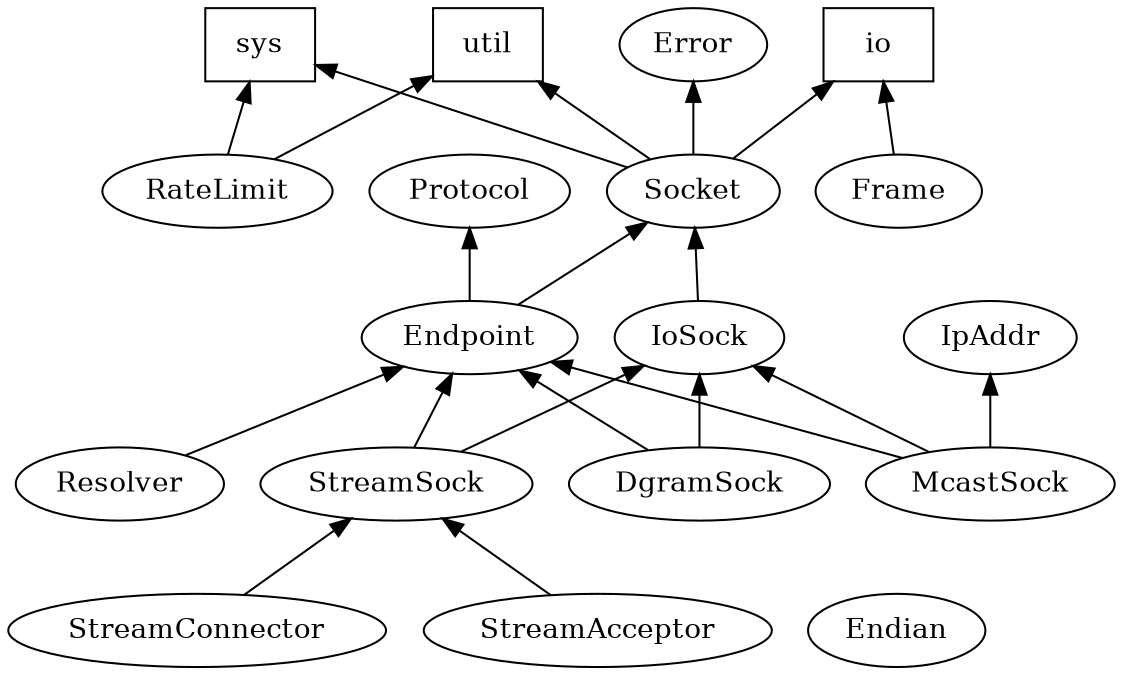 sys
util
Error
io
RateLimit
Protocol
Socket
Frame
Endpoint
IoSock
IpAddr
Resolver
StreamSock
DgramSock
McastSock
StreamConnector
StreamAcceptor
Endian